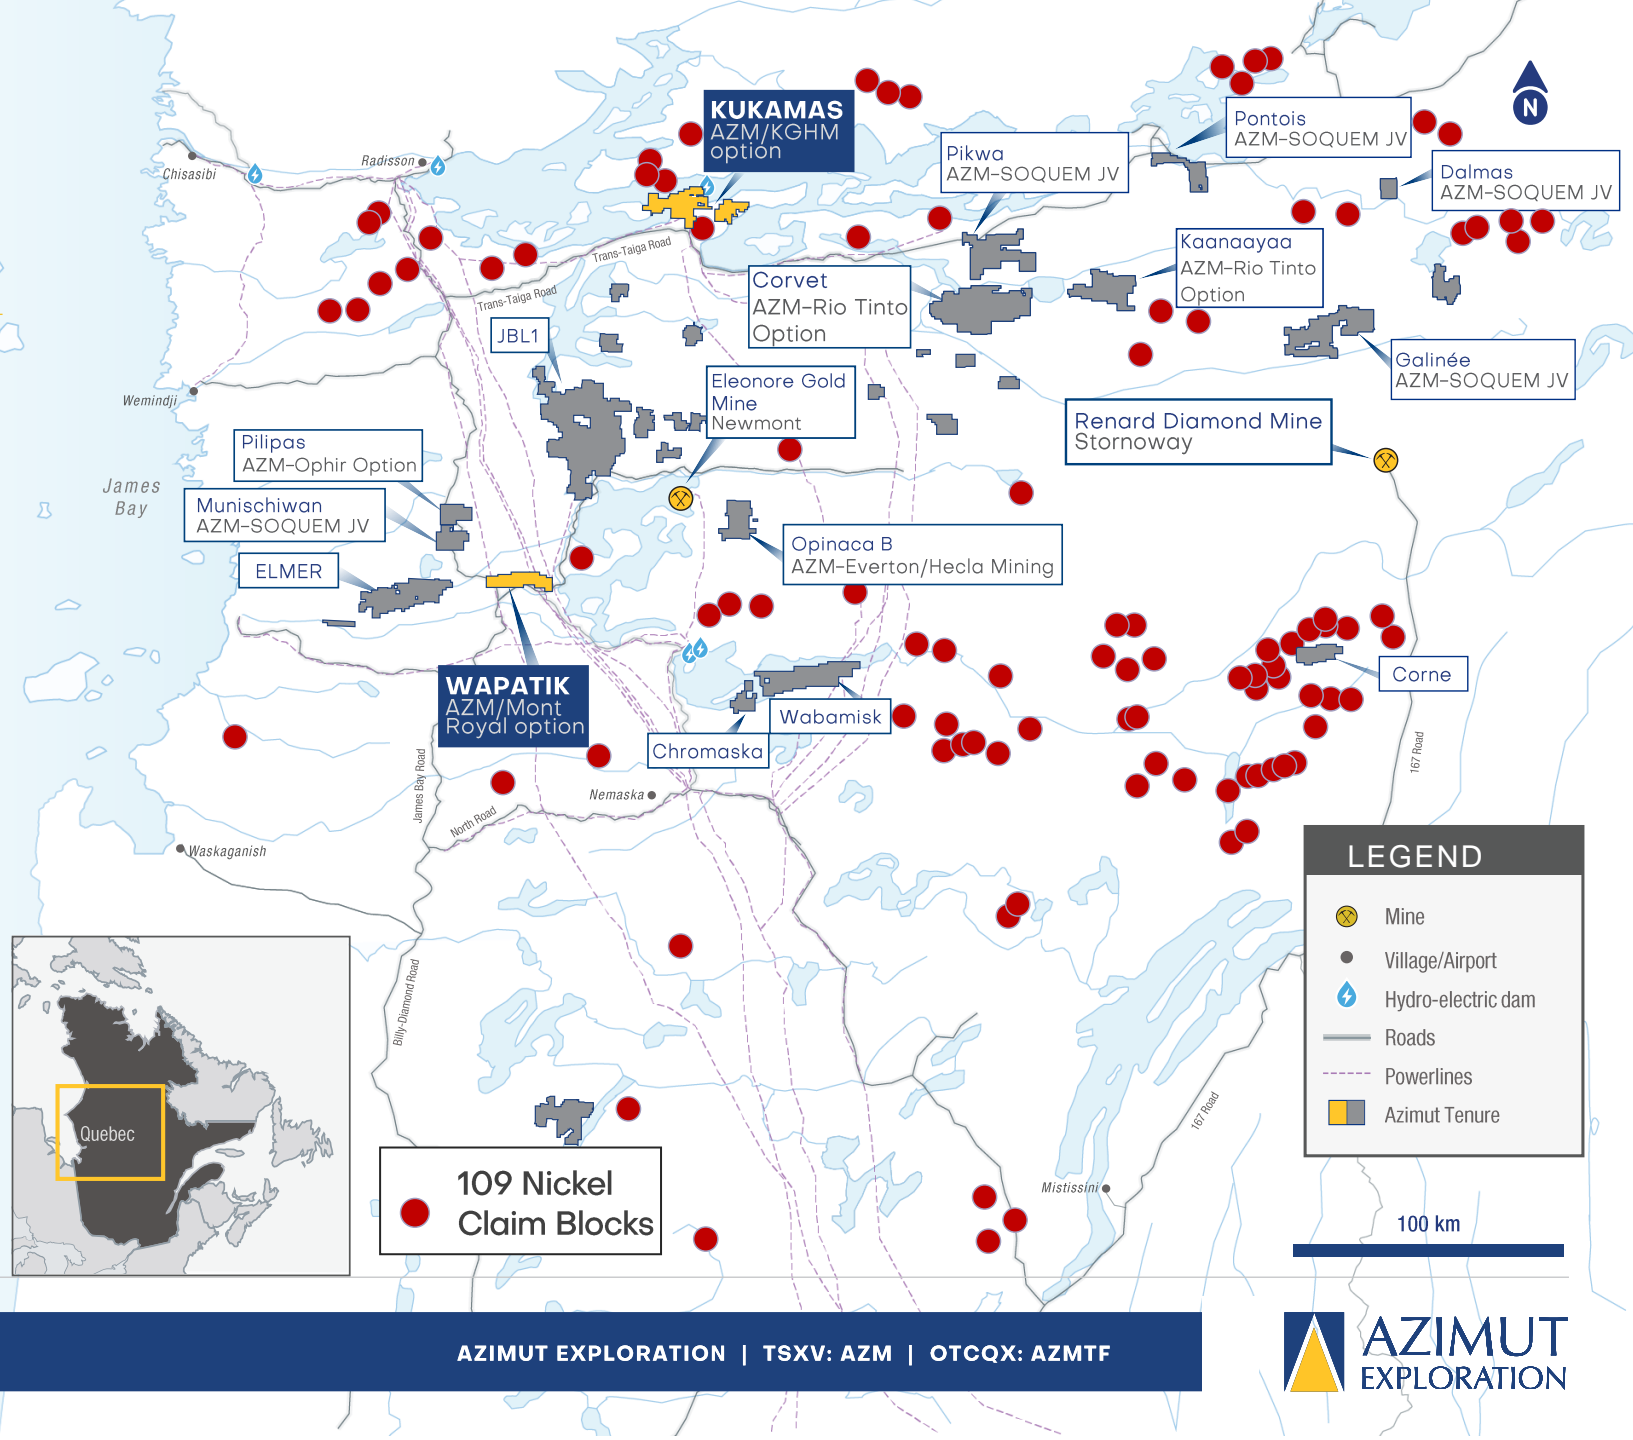 KUKAMAS
AZM/KGHM
option
Pontois
AZM-SOQUEM JV
N
Pikwa
AZM-SOQUEM JV
Dalmas
AZM-SOQUEM JV
Chisasibi
Radisson
Trans-Taiga Road
Trans-Taiga Road
Kaanaayaa
AZM-Rio Tinto
Option
Corvet
AZM-Rio Tinto
Option
JBL1
Galinée
AZM-SOQUEM JV
Wemindji
Eleonore Gold
Mine
Newmont
Renard Diamond Mine
Stornoway
Pilipas
AZM-Ophir Option
James
Bay
Munischiwan
AZM-SOQUEM JV
Opinaca B
AZM-Everton/Hecla Mining
ELMER
WAPATIK
AZM/Mont
Royal option
Corne
Wabamisk
Chromaska
James Bay Road
167 Road
Nemaska
North Road
Waskaganish
Billy-Diamond Road
LEGEND
Mine
Village/Airport
Hydro-electric dam
Roads
Powerlines
Azimut Tenure
Quebec
167 Road
Mistissini
109 Nickel
Claim Blocks
100 km
AZIMUT EXPLORATION | TSXV: AZM | OTCQX: AZMTF
AZIMUT
EXPLORATION